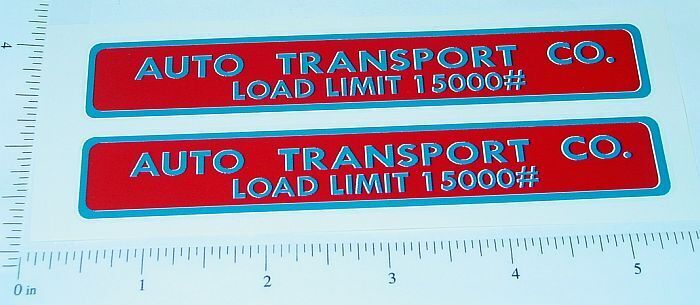 AUTO TRANSPORT CO.
LOAD LIMIT 15000#
AUTO TRANSPORT CO.
LOAD LIMIT 15000#
4
0 in 1 2 3 4 5